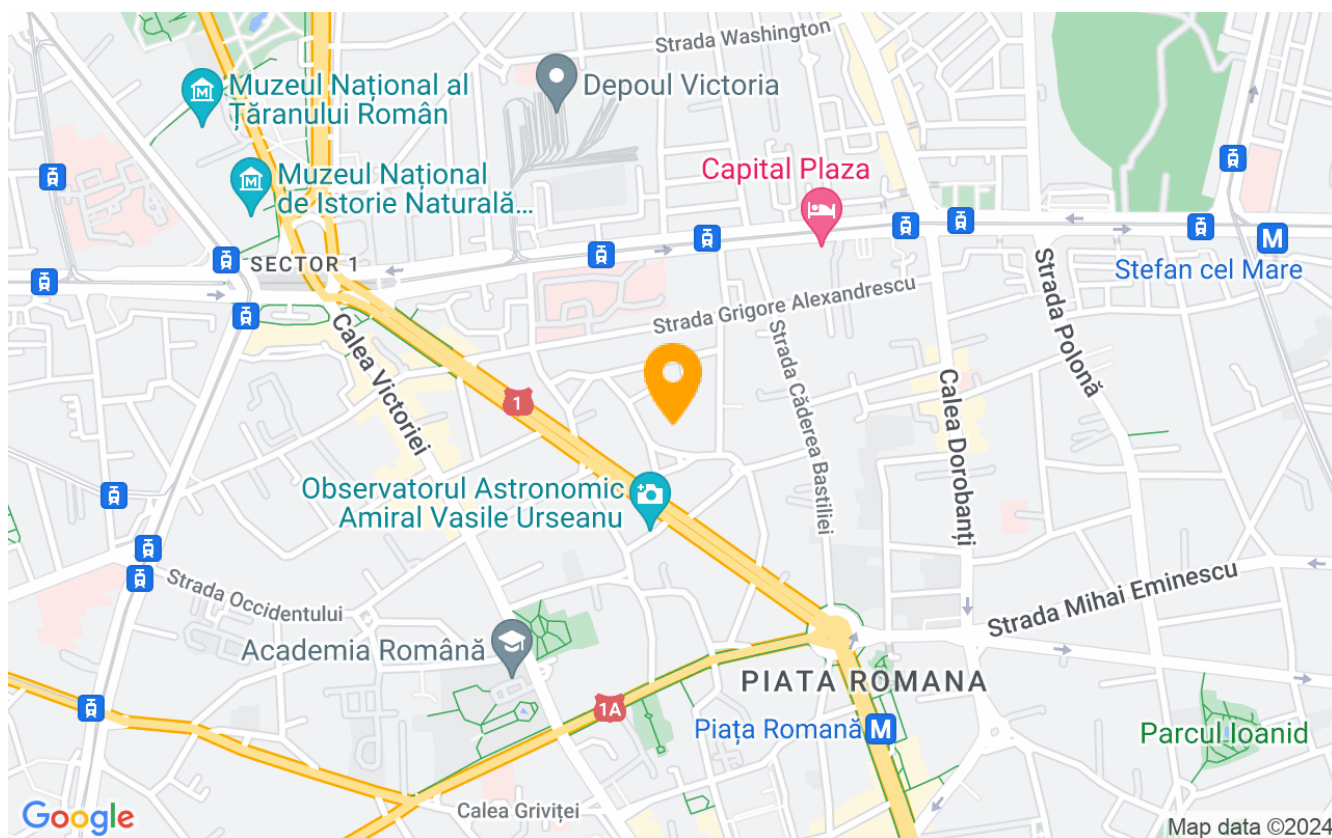 Strada Washington
Muzeul Național al
Țăranului Român
Depoul Victoria
Muzeul Național
de Istorie Naturală...
Capital Plaza
M
Stefan cel Mare
SECTOR 1
Strada Grigore Alexandrescu
Strada Polonă
Calea Victoriei
Strada Căderea Bastiliei
Calea Dorobanți
1
Observatorul Astronomic
Amiral Vasile Urseanu
Strada Occidentului
Strada Mihai Eminescu
Academia Română
PIATA ROMANA
1A
Piața Romană
M
Parcul Ioanid
Calea Griviței
Google
Map data ©2024